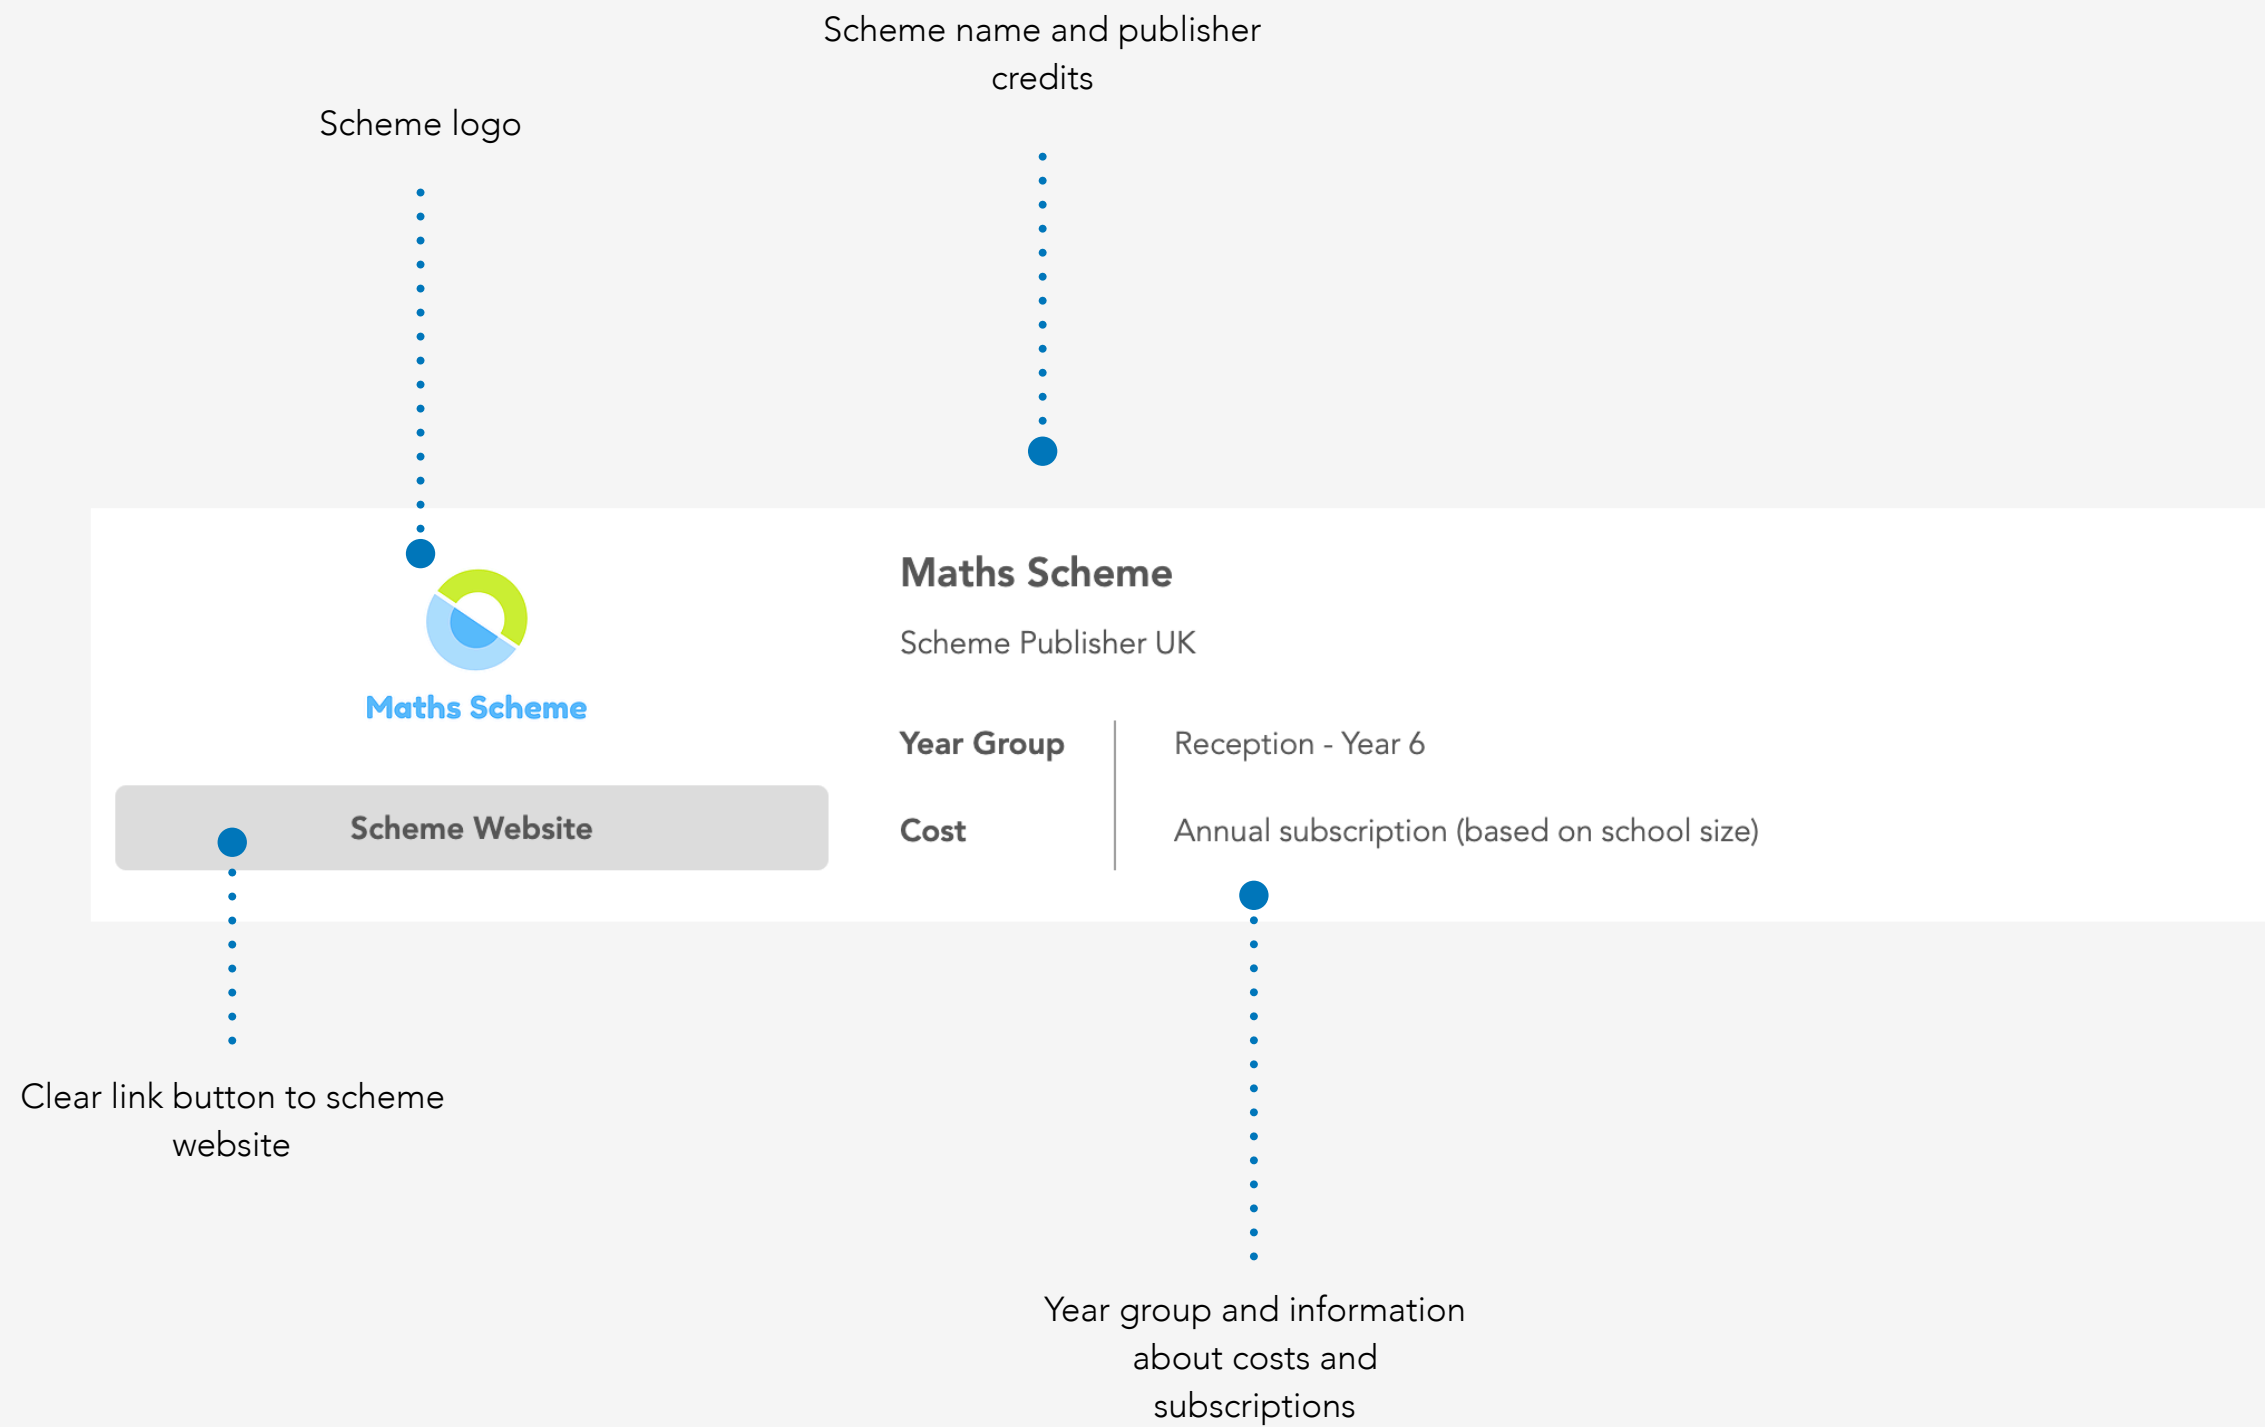 Scheme name and publisher
credits
Scheme logo
Maths Scheme
Scheme Website
Maths Scheme
Scheme Publisher UK
Year Group
Reception - Year 6
Cost
Annual subscription (based on school size)
Clear link button to scheme
website
Year group and information
about costs and
subscriptions